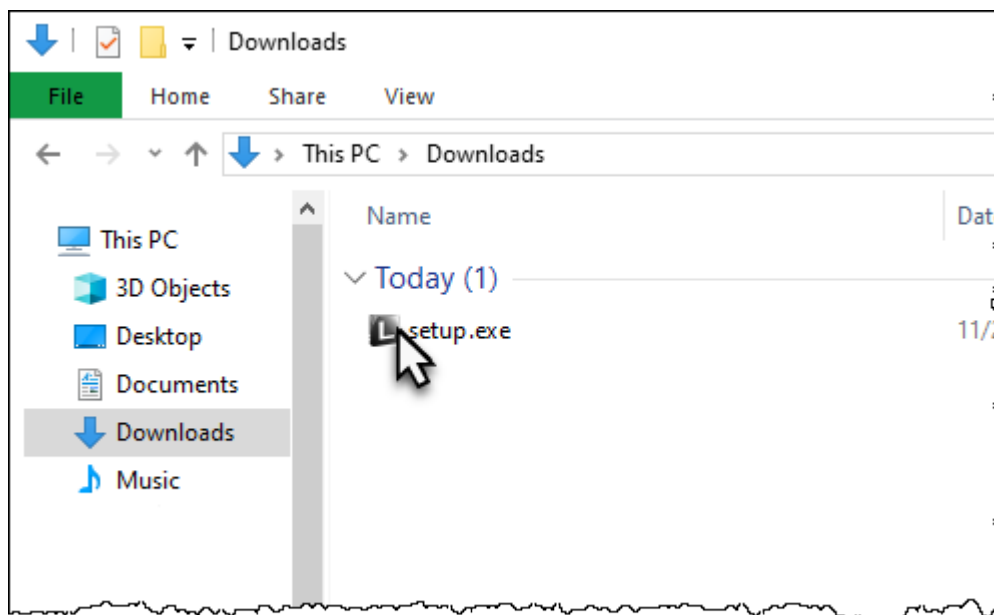 Downloads
File Home Share View
This PC > Downloads
Name
This PC
3D Objects
Desktop
Documents
Downloads
Music
Today (1)
L setup.exe
11/